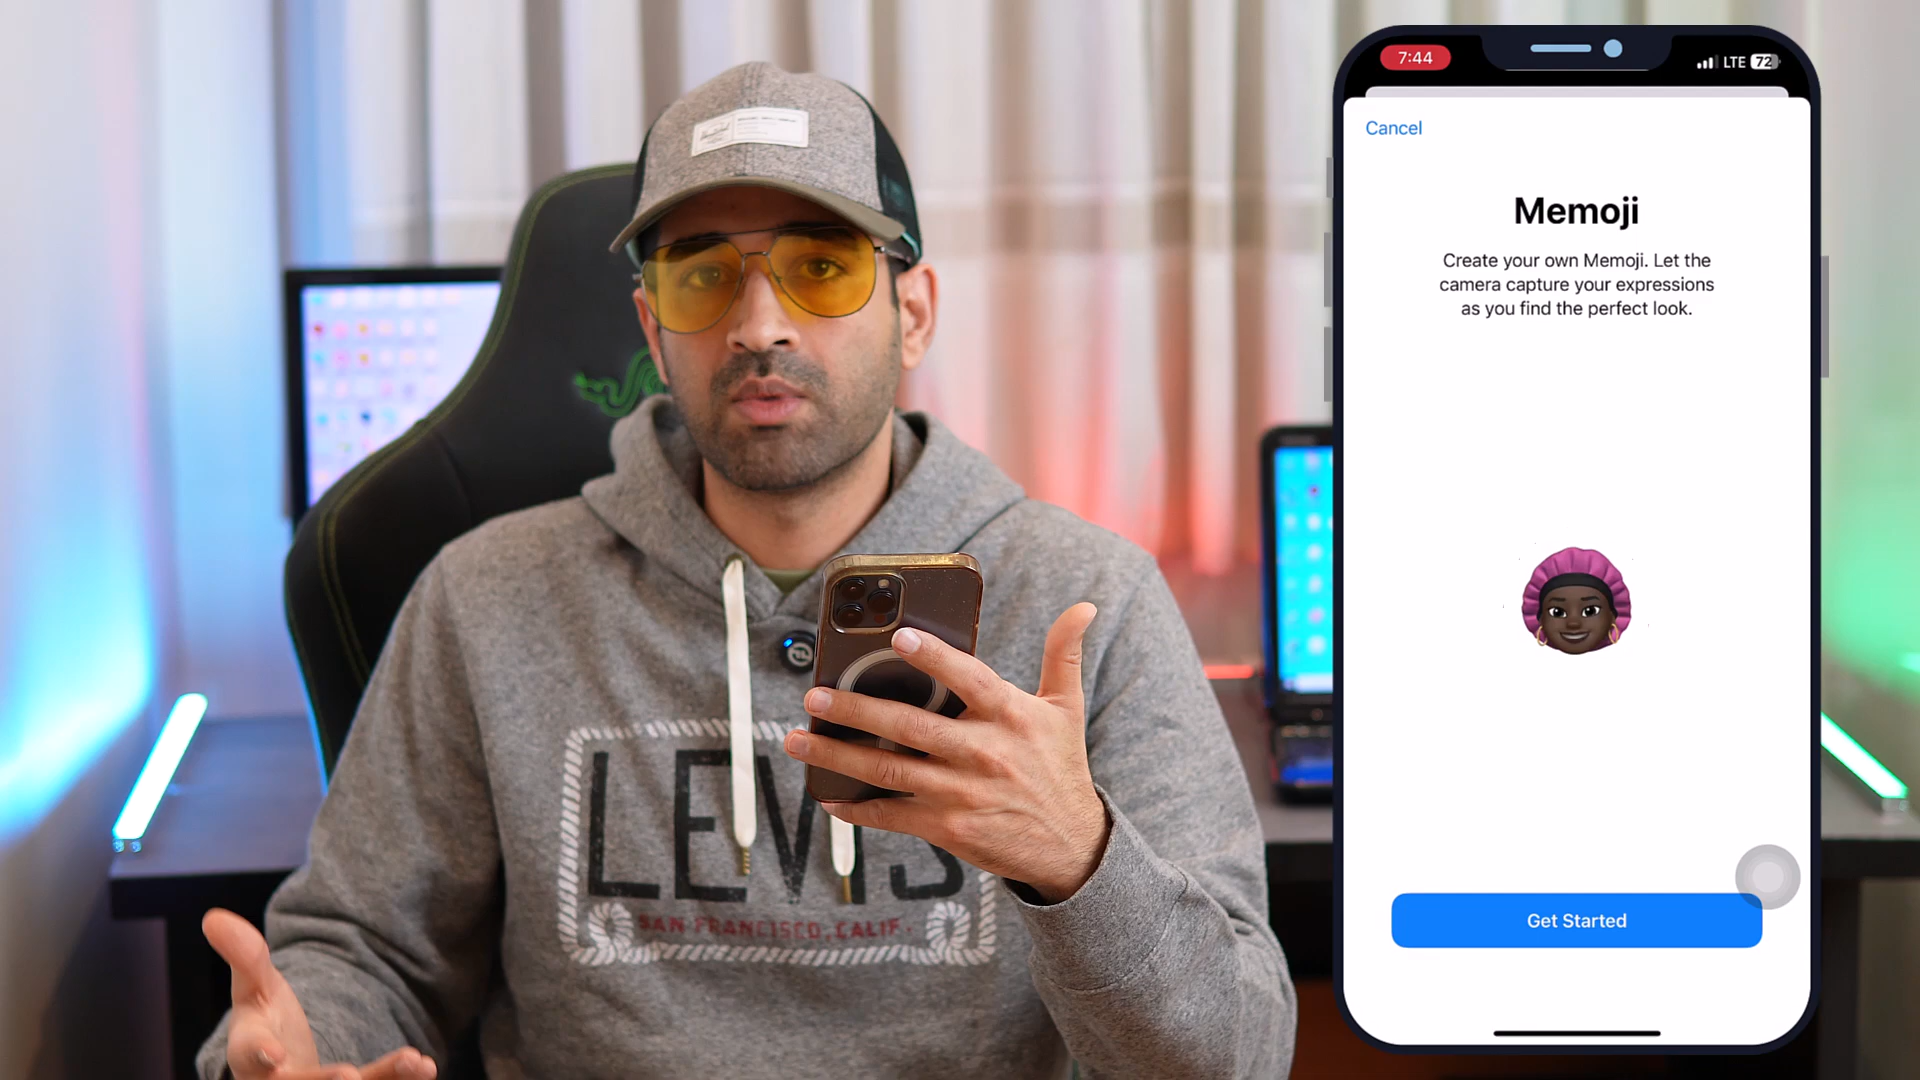 7:44
LTE 72
Cancel
Memoji
Create your own Memoji. Let the
camera capture your expressions
as you find the perfect look.
Get Started
LEVI'S
SAN FRANCISCO, CALIF.